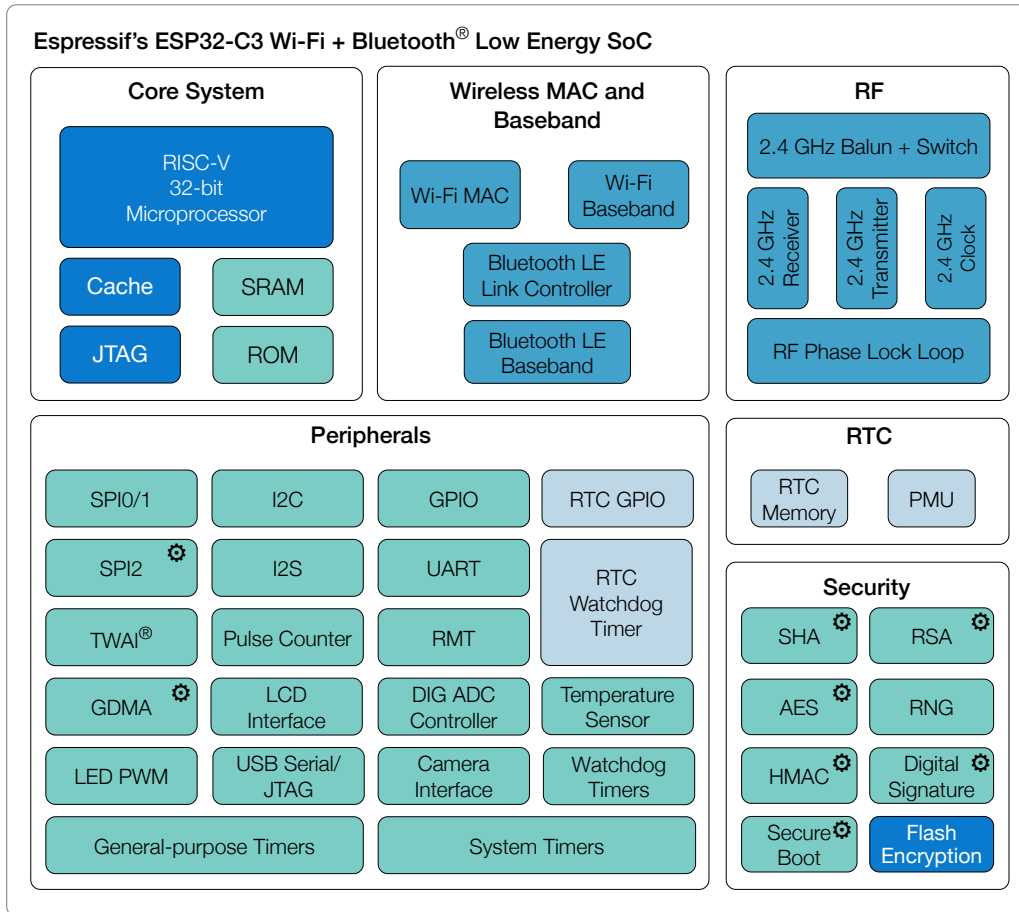 Espressif's ESP32-C3 Wi-Fi + Bluetooth® Low Energy SoC
Core System
RISC-V
32-bit
Microprocessor
Cache
SRAM
JTAG
ROM
Wireless MAC and
Baseband
Wi-Fi MAC
Wi-Fi
Baseband
Bluetooth LE
Link Controller
Bluetooth LE
Baseband
RF
2.4 GHz Balun + Switch
2.4 GHz
Receiver
2.4 GHz
Transmitter
2.4 GHz
Clock
RF Phase Lock Loop
Peripherals
SPI0/1
I2C
GPIO
RTC GPIO
SPI2
I2S
UART
RTC
Watchdog
Timer
TWAI®
Pulse Counter
RMT
GDMA
LCD
Interface
DIG ADC
Controller
Temperature
Sensor
LED PWM
USB Serial/
JTAG
Camera
Interface
Watchdog
Timers
General-purpose Timers
System Timers
RTC
RTC
Memory
PMU
Security
SHA
RSA
AES
RNG
HMAC
Digital
Signature
Secure
Boot
Flash
Encryption